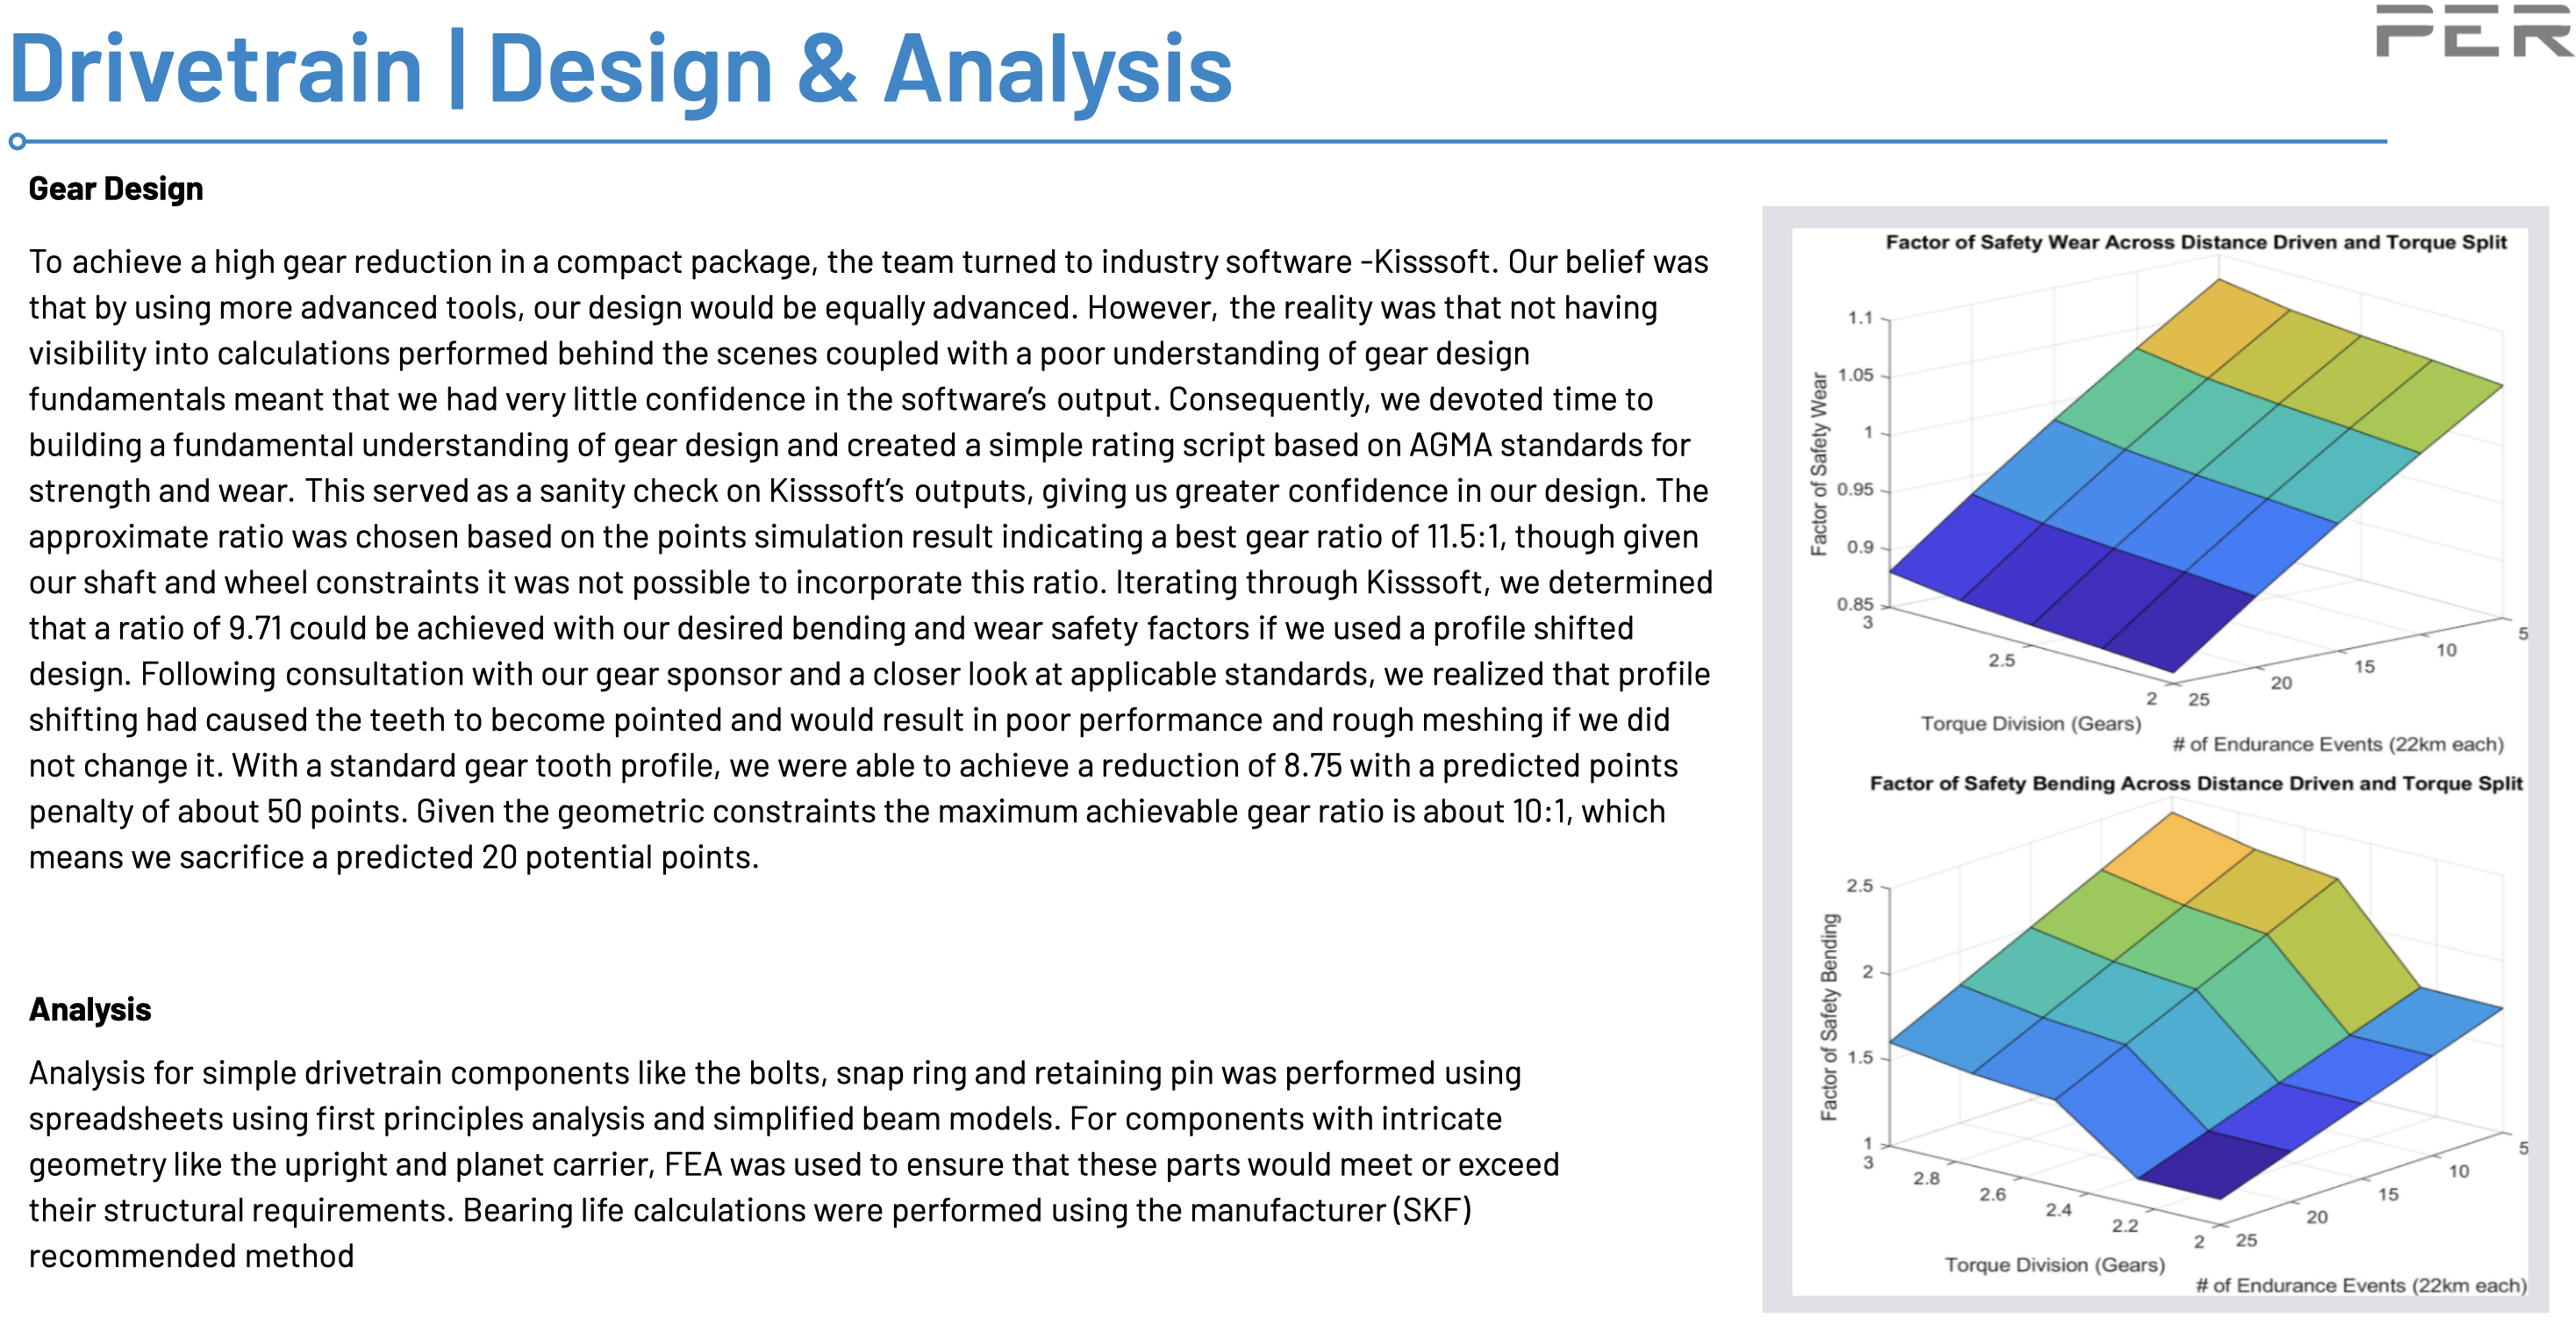 Drivetrain | Design & Analysis
PER
Gear Design
To achieve a high gear reduction in a compact package, the team turned to industry software -Kisssoft. Our belief was
that by using more advanced tools, our design would be equally advanced. However, the reality was that not having
visibility into calculations performed behind the scenes coupled with a poor understanding of gear design
fundamentals meant that we had very little confidence in the software's output. Consequently, we devoted time to
building a fundamental understanding of gear design and created a simple rating script based on AGMA standards for
strength and wear. This served as a sanity check on Kisssoft's outputs, giving us greater confidence in our design. The
approximate ratio was chosen based on the points simulation result indicating a best gear ratio of 11.5:1, though given
our shaft and wheel constraints it was not possible to incorporate this ratio. Iterating through Kisssoft, we determined
that a ratio of 9.71 could be achieved with our desired bending and wear safety factors if we used a profile shifted
design. Following consultation with our gear sponsor and a closer look at applicable standards, we realized that profile
shifting had caused the teeth to become pointed and would result in poor performance and rough meshing if we did
not change it. With a standard gear tooth profile, we were able to achieve a reduction of 8.75 with a predicted points
penalty of about 50 points. Given the geometric constraints the maximum achievable gear ratio is about 10:1, which
means we sacrifice a predicted 20 potential points.
Analysis
Analysis for simple drivetrain components like the bolts, snap ring and retaining pin was performed using
spreadsheets using first principles analysis and simplified beam models. For components with intricate
geometry like the upright and planet carrier, FEA was used to ensure that these parts would meet or exceed
their structural requirements. Bearing life calculations were performed using the manufacturer (SKF)
recommended method
Factor of Safety Wear Across Distance Driven and Torque Split
Factor of Safety Wear
1.1
1.05
1
0.95
0.9
0.85
3
2.5
2
25
20
15
10
5
Torque Division (Gears)
# of Endurance Events (22km each)
Factor of Safety Bending Across Distance Driven and Torque Split
Factor of Safety Bending
2.5
2
1.5
1
3
2.8
2.6
2.4
2.2
2
25
20
15
10
5
Torque Division (Gears)
# of Endurance Events (22km each)